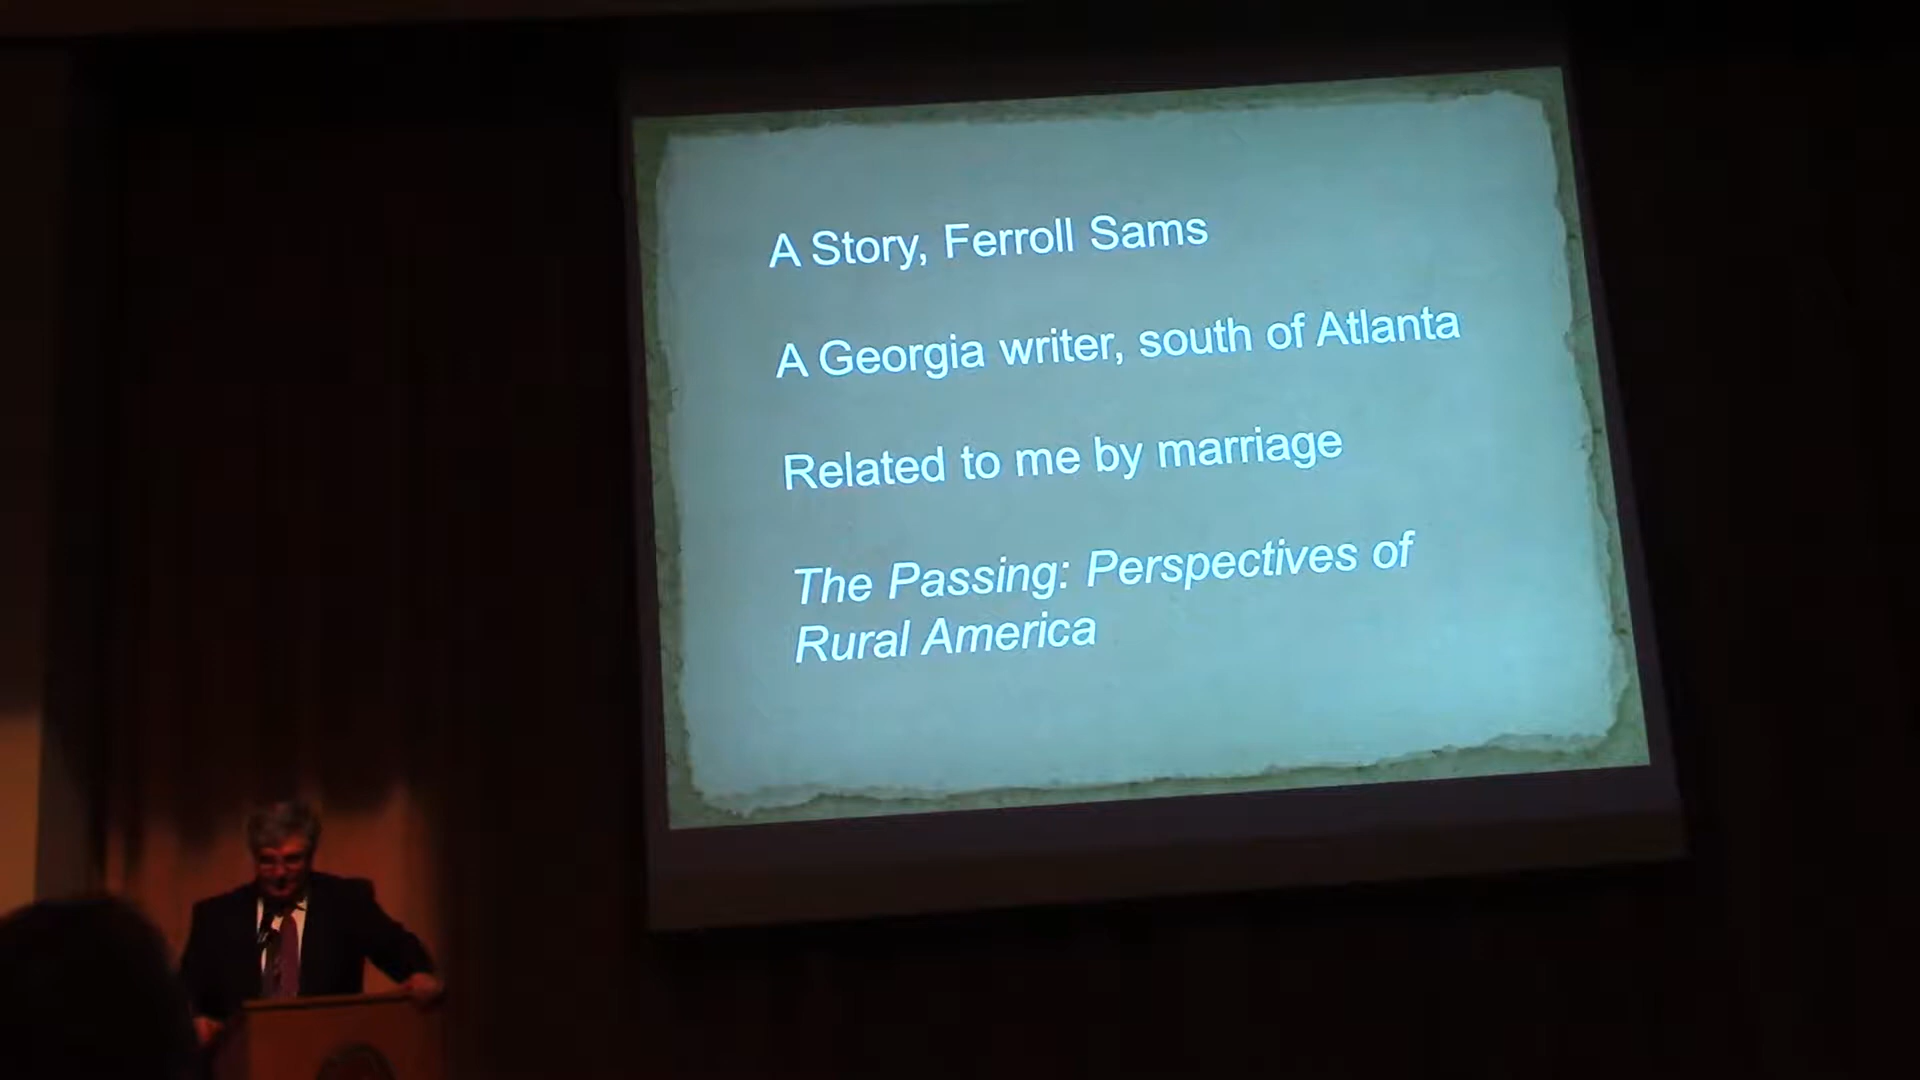 A Story, Ferroll Sams
A Georgia writer, south of Atlanta
Related to me by marriage
The Passing: Perspectives of
Rural America